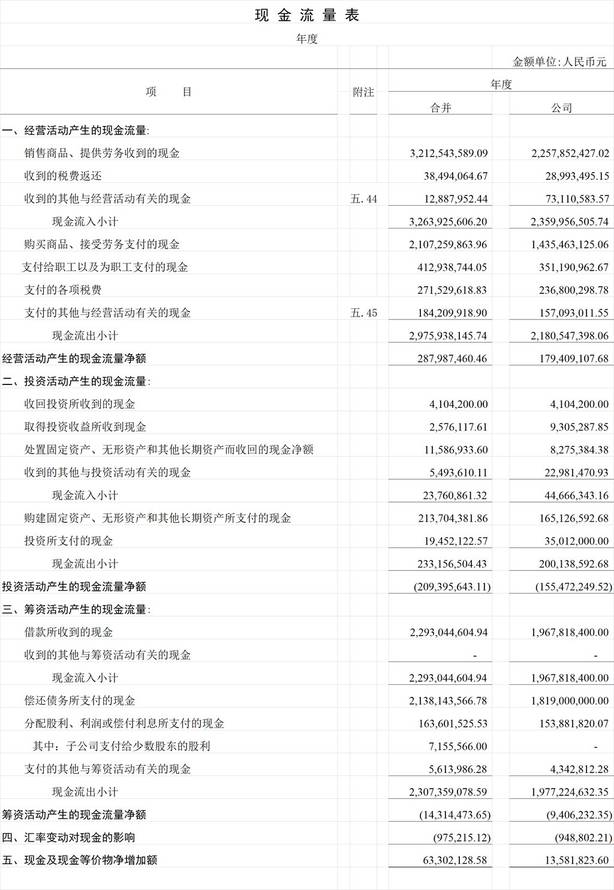 现金流量表
年度
金额单位:人民币元
项 目 附注 年度
合并 公司
一、经营活动产生的现金流量:
销售商品、提供劳务收到的现金 3,212,543,589.09 2,257,852,427.02
收到的税费返还 38,494,064.67 28,993,495.15
收到的其他与经营活动有关的现金 五.44 12,887,952.44 73,110,583.57
现金流入小计 3,263,925,606.20 2,359,956,505.74
购买商品、接受劳务支付的现金 2,107,259,863.96 1,435,463,125.06
支付给职工以及为职工支付的现金 412,938,744.05 351,190,962.67
支付的各项税费 271,529,618.83 236,800,298.78
支付的其他与经营活动有关的现金 五.45 184,209,918.90 157,093,011.55
现金流出小计 2,975,938,145.74 2,180,547,398.06
经营活动产生的现金流量净额 287,987,460.46 179,409,107.68
二、投资活动产生的现金流量:
收回投资所收到的现金 4,104,200.00 4,104,200.00
取得投资收益所收到现金 2,576,117.61 9,305,287.85
处置固定资产、无形资产和其他长期资产而收回的现金净额 11,586,933.60 8,275,384.38
收到的其他与投资活动有关的现金 5,493,610.11 22,981,470.93
现金流入小计 23,760,861.32 44,666,343.16
购建固定资产、无形资产和其他长期资产所支付的现金 213,704,381.86 165,126,592.68
投资所支付的现金 19,452,122.57 35,012,000.00
现金流出小计 233,156,504.43 200,138,592.68
投资活动产生的现金流量净额 (209,395,643.11) (155,472,249.52)
三、筹资活动产生的现金流量:
借款所收到的现金 2,293,044,604.94 1,967,818,400.00
收到的其他与筹资活动有关的现金 - -
现金流入小计 2,293,044,604.94 1,967,818,400.00
偿还债务所支付的现金 2,138,143,566.78 1,819,000,000.00
分配股利、利润或偿付利息所支付的现金 163,601,525.53 153,881,820.07
其中：子公司支付给少数股东的股利 7,155,566.00 -
支付的其他与筹资活动有关的现金 5,613,986.28 4,342,812.28
现金流出小计 2,307,359,078.59 1,977,224,632.35
筹资活动产生的现金流量净额 (14,314,473.65) (9,406,232.35)
四、汇率变动对现金的影响 (975,215.12) (948,802.21)
五、现金及现金等价物净增加额 63,302,128.58 13,581,823.60